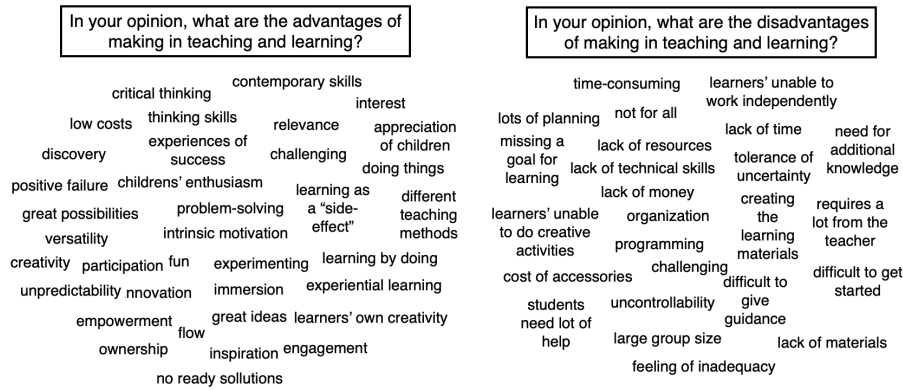 In your opinion, what are the advantages of
making in teaching and learning?
contemporary skills
critical thinking
interest
low costs
thinking skills
relevance
appreciation
of children
experiences of
success
discovery
challenging
doing things
positive failure
childrens’ enthusiasm
learning as
a “side-
effect”
different
teaching
methods
great possibilities
problem-solving
versatility
intrinsic motivation
creativity
participation
fun
experimenting
learning by doing
unpredictability
nnovation
immersion
experiential learning
empowerment
flow
great ideas
learners’ own creativity
ownership
inspiration
engagement
no ready sollutions
In your opinion, what are the disadvantages
of making in teaching and learning?
time-consuming
learners’ unable to
work independently
lots of planning
not for all
lack of time
need for
additional
knowledge
missing a
goal for
learning
lack of resources
tolerance of
uncertainty
lack of technical skills
lack of money
creating
the
learning
materials
requires a
lot from the
teacher
learners’ unable
to do creative
activities
organization
programming
challenging
cost of accessories
difficult to
give
guidance
difficult to get
started
students
need lot of
help
uncontrollability
large group size
lack of materials
feeling of inadequacy